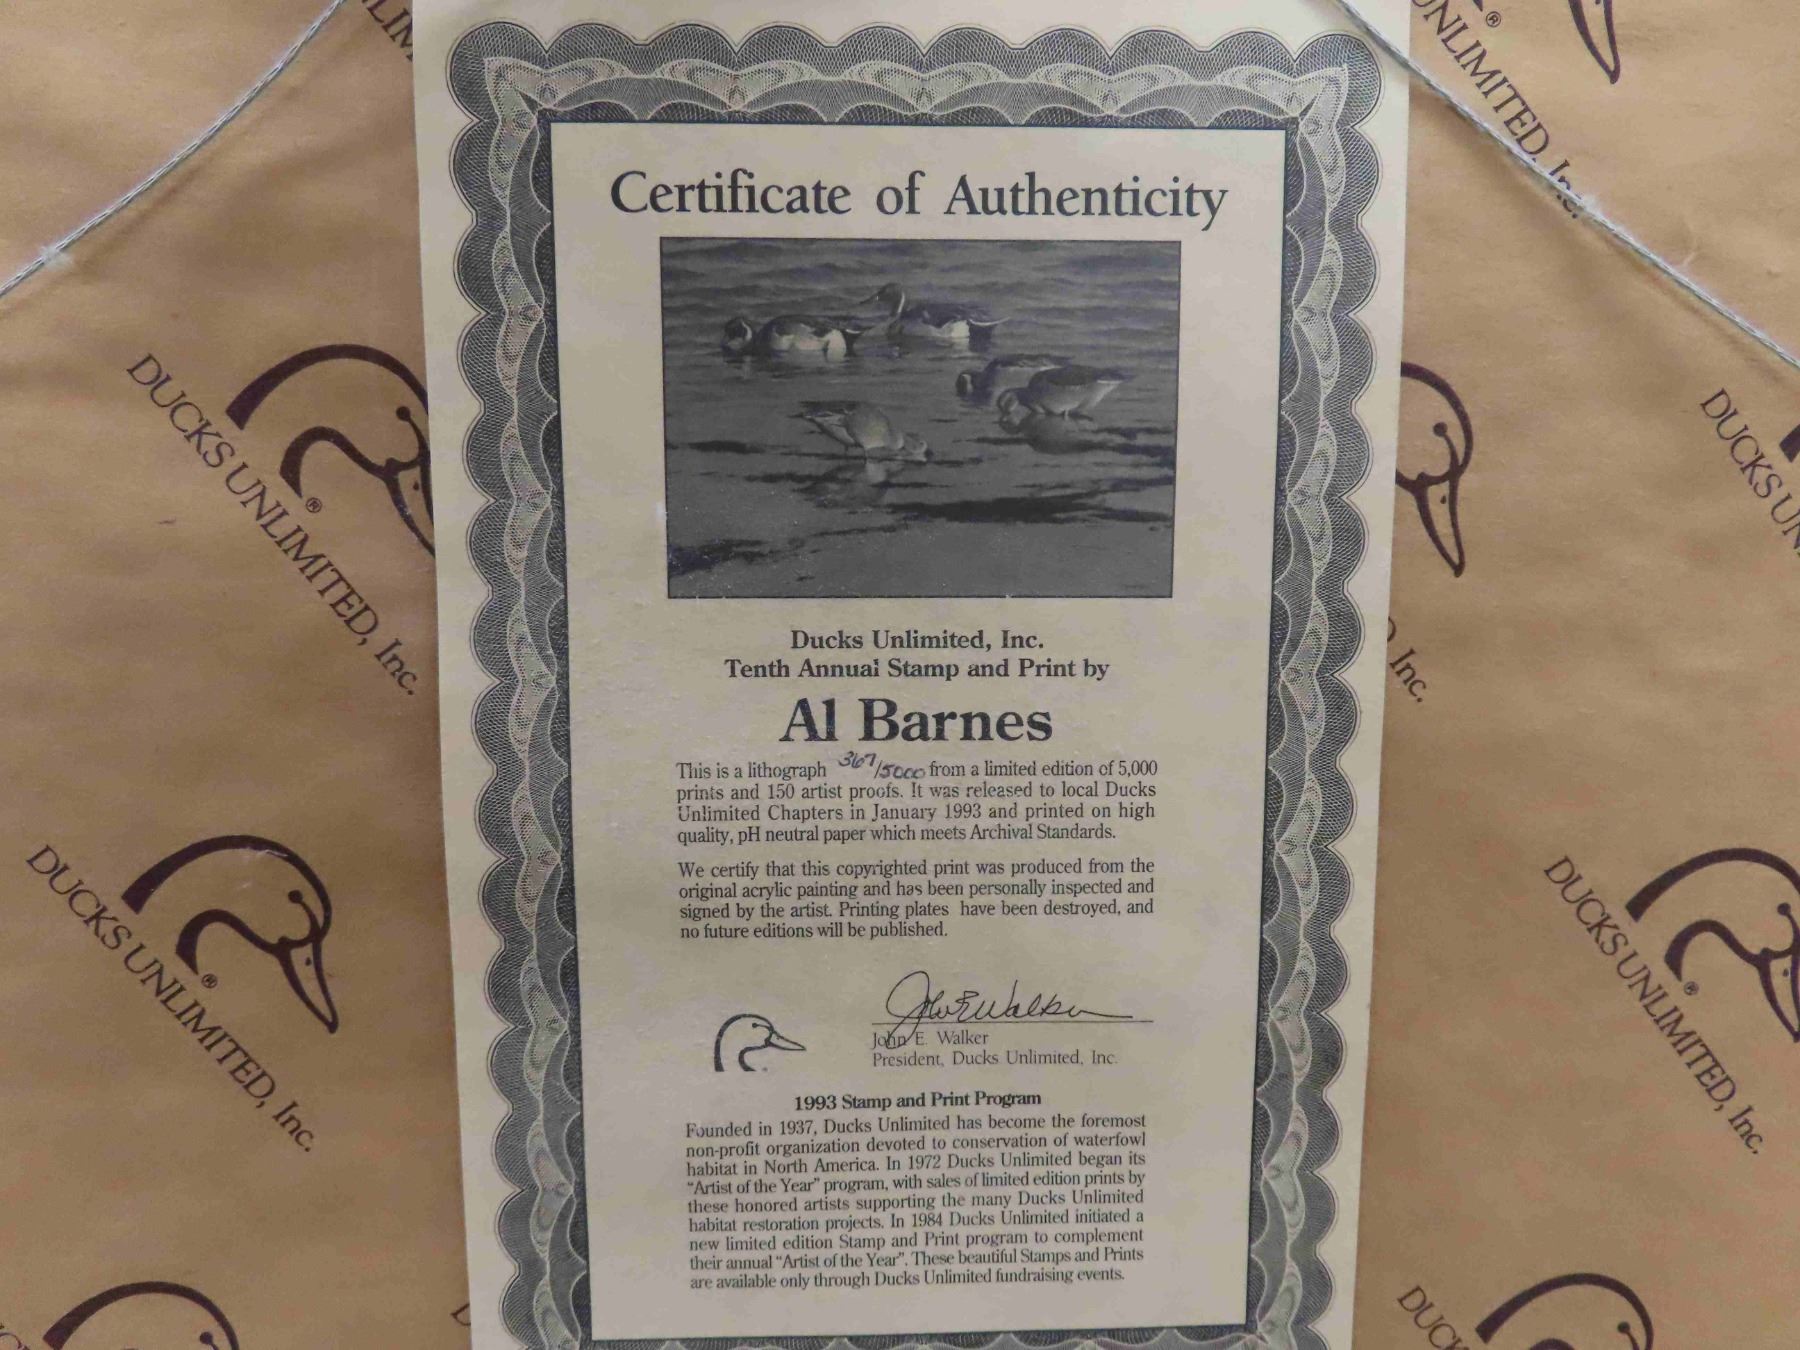 Certificate of Authenticity
Ducks Unlimited, Inc.
Tenth Annual Stamp and Print by
Al Barnes
This is a lithograph 367/5000 from a limited edition of 5,000
prints and 150 artist proofs. It was released to local Ducks
Unlimited Chapters in January 1993 and printed on high
quality, pH neutral paper which meets Archival Standards.
We certify that this copyrighted print was produced from the
original acrylic painting and has been personally inspected and
signed by the artist. Printing plates have been destroyed, and
no future editions will be published.
John E Walker
John E. Walker
President, Ducks Unlimited, Inc.
1993 Stamp and Print Program
Founded in 1937, Ducks Unlimited has become the foremost
non-profit organization devoted to conservation of waterfowl
habitat in North America. In 1972 Ducks Unlimited began its
"Artist of the Year" program, with sales of limited edition prints by
these honored artists supporting the many Ducks Unlimited
habitat restoration projects. In 1984 Ducks Unlimited initiated a
new limited edition Stamp and Print program to complement
their annual "Artist of the Year". These beautiful Stamps and Prints
are available only through Ducks Unlimited fundraising events.
DUCKS UNLIMITED, Inc.
®
DUCKS UNLIMITED, Inc.
®
UNLIMITED, Inc.
®
Inc.
DUCKS UN
DUCKS UNLIMITED, Inc.
®
DUC
LIM